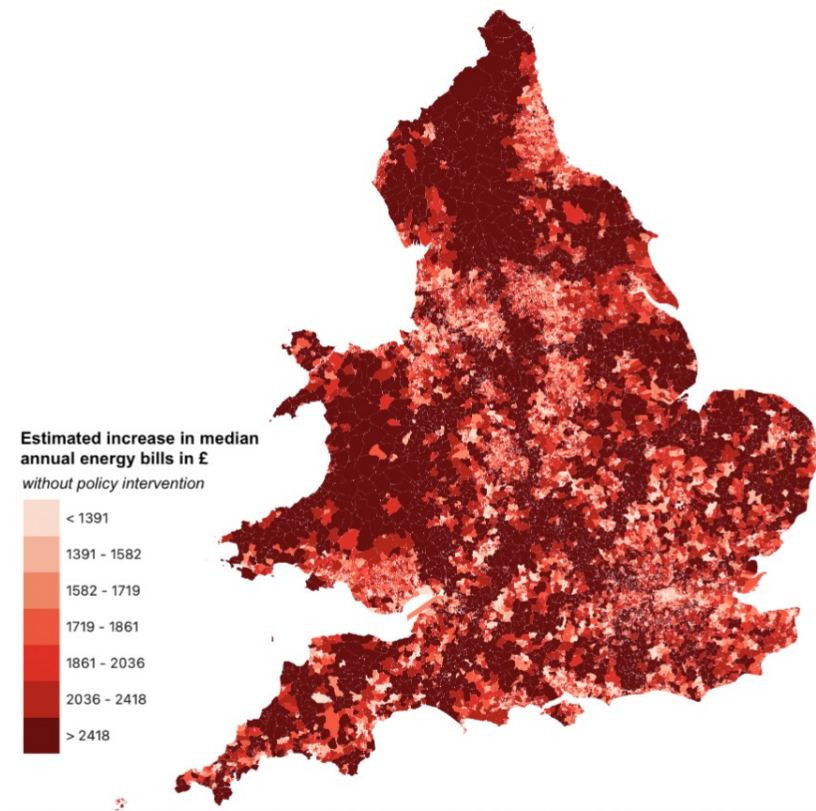 Estimated increase in median
annual energy bills in £
without policy intervention
< 1391
1391 - 1582
1582 - 1719
1719 - 1861
1861 - 2036
2036 - 2418
> 2418